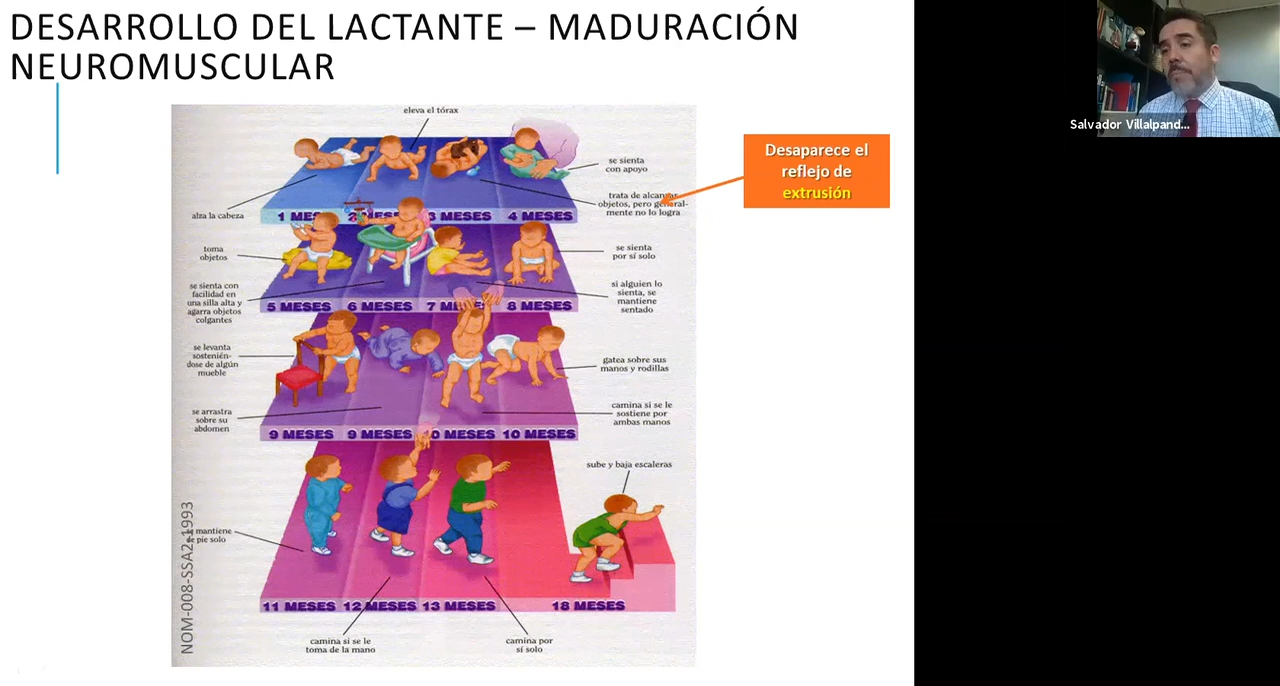 DESARROLLO DEL LACTANTE – MADURACIÓN
NEUROMUSCULAR
Salvador Villalpand...
eleva el tórax
Desaparece el
reflejo de
extrusión
se sienta
con apoyo
alza la cabeza
trata de alcanzar
objetos, pero general-
mente no lo logra
1 MES 2 MESES 3 MESES 4 MESES
toma
objetos
se sienta
por sí solo
se sienta con
facilidad en
una silla alta y
agarra objetos
colgantes
si alguien lo
sienta, se
mantiene
sentado
5 MESES 6 MESES 7 MESES 8 MESES
se levanta
sostenién-
dose de algún
mueble
gatea sobre sus
manos y rodillas
se arrastra
sobre su
abdomen
camina si se le
sostiene por
ambas manos
9 MESES 9 MESES 10 MESES 10 MESES
sube y baja escaleras
se mantiene
de pie solo
NOM-008-SSA2-1993
11 MESES 12 MESES 13 MESES 18 MESES
camina si se le
toma de la mano
camina por
sí solo